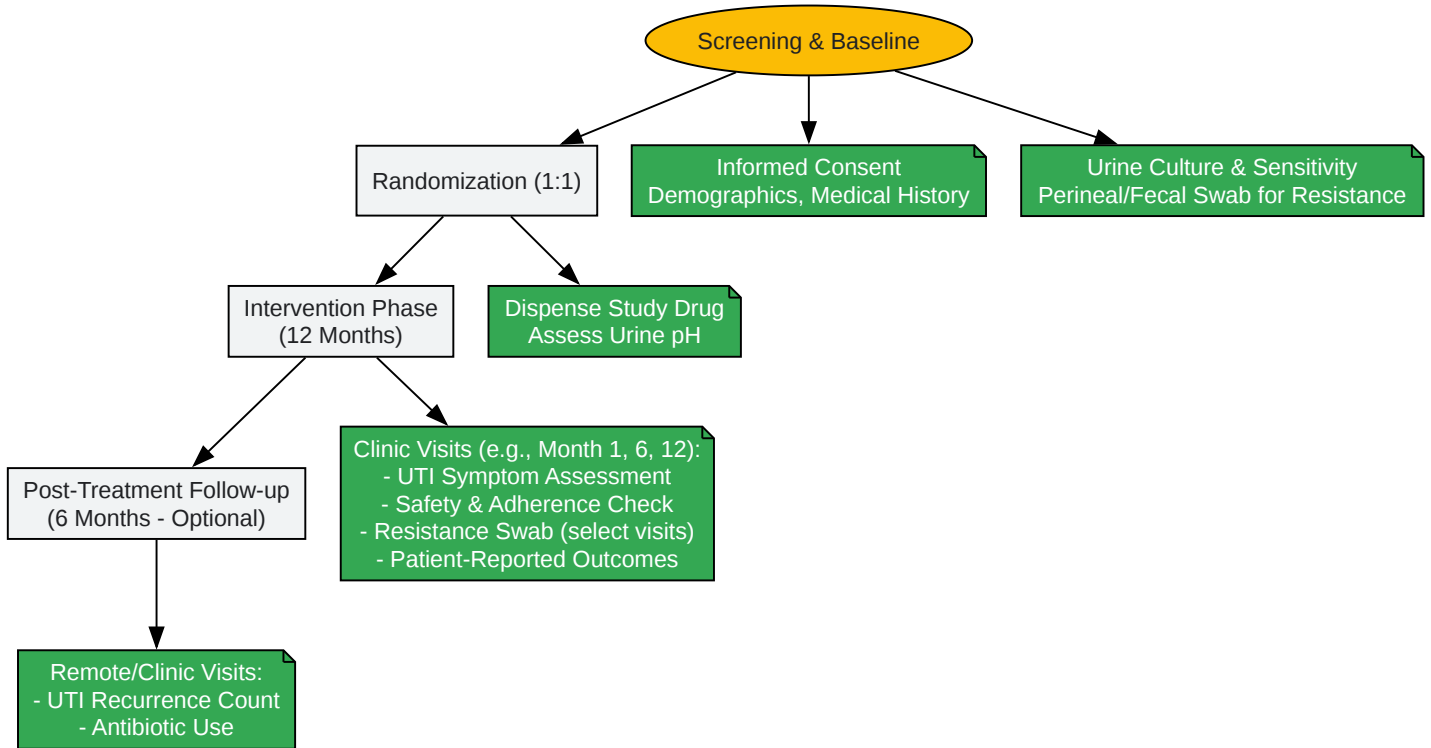 Screening & Baseline
Randomization (1:1)
Informed Consent
Demographics, Medical History
Urine Culture & Sensitivity
Perineal/Fecal Swab for Resistance
Intervention Phase
(12 Months)
Dispense Study Drug
Assess Urine pH
Post-Treatment Follow-up
(6 Months - Optional)
Clinic Visits (e.g., Month 1, 6, 12):
- UTI Symptom Assessment
- Safety & Adherence Check
- Resistance Swab (select visits)
- Patient-Reported Outcomes
Remote/Clinic Visits:
- UTI Recurrence Count
- Antibiotic Use